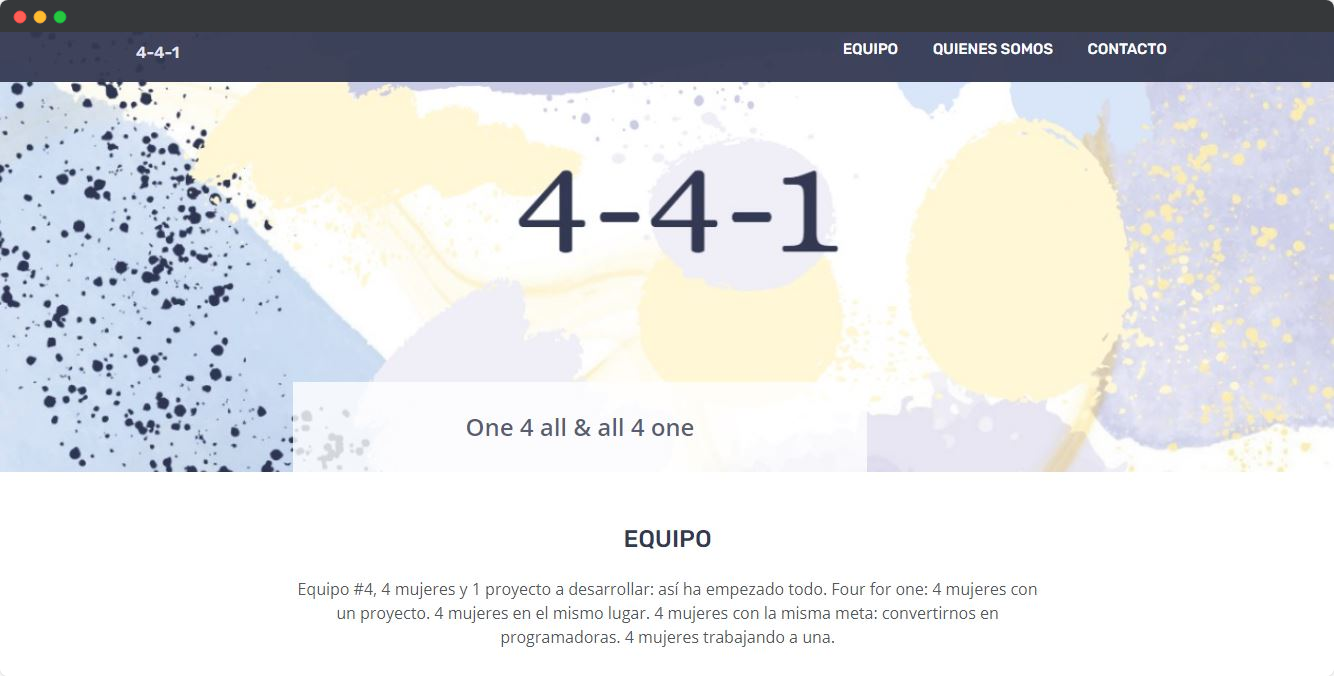 4-4-1
EQUIPO
QUIENES SOMOS
CONTACTO
4-4-1
One 4 all & all 4 one
EQUIPO
Equipo #4, 4 mujeres y 1 proyecto a desarrollar: así ha empezado todo. Four for one: 4 mujeres con
un proyecto. 4 mujeres en el mismo lugar. 4 mujeres con la misma meta: convertirnos en
programadoras. 4 mujeres trabajando a una.